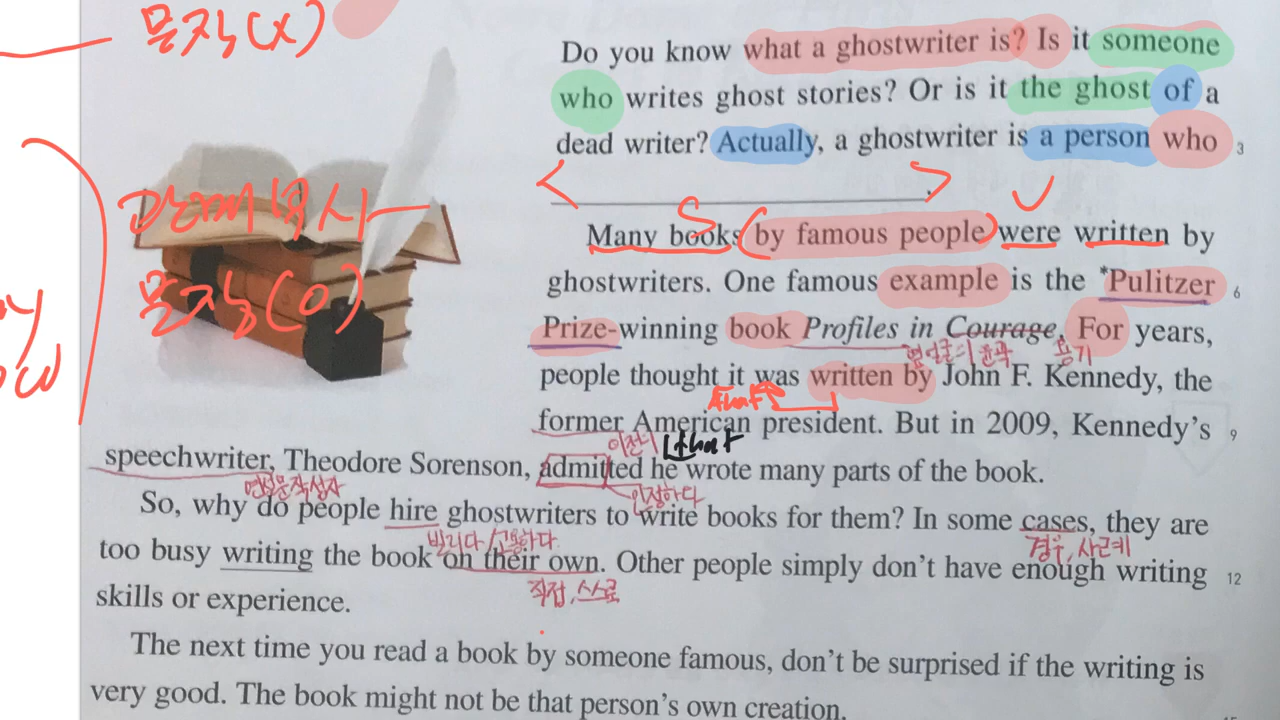 문장(X)
Do you know what a ghostwriter is? Is it someone
who writes ghost stories? Or is it the ghost of a
dead writer? Actually, a ghostwriter is a person who 3
< >.
S V
Many books (by famous people) were written by
ghostwriters. One famous example is the *Pulitzer 6
문장(O)
Prize-winning book Profiles in Courage. For years,
용기
people thought it was written by John F. Kennedy, the
that
former American president. But in 2009, Kennedy's 9
이전의 that
speechwriter, Theodore Sorenson, admitted he wrote many parts of the book.
연설문작성자 인정하다
So, why do people hire ghostwriters to write books for them? In some cases, they are
빌리다/고용하다 경우, 사례
too busy writing the book on their own. Other people simply don't have enough writing 12
직접, 스스로
skills or experience.
The next time you read a book by someone famous, don't be surprised if the writing is
very good. The book might not be that person's own creation.